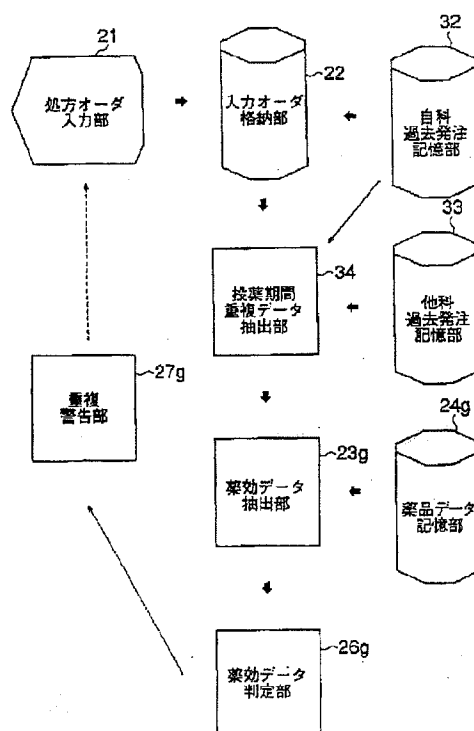 21
処方オーダ
入力部
22
入力オーダ
格納部
32
自科
過去発注
記憶部
34
投薬期間
重複データ
抽出部
33
他科
過去発注
記憶部
27g
重複
警告部
23g
薬効データ
抽出部
24g
薬品データ
記憶部
26g
薬効データ
判定部